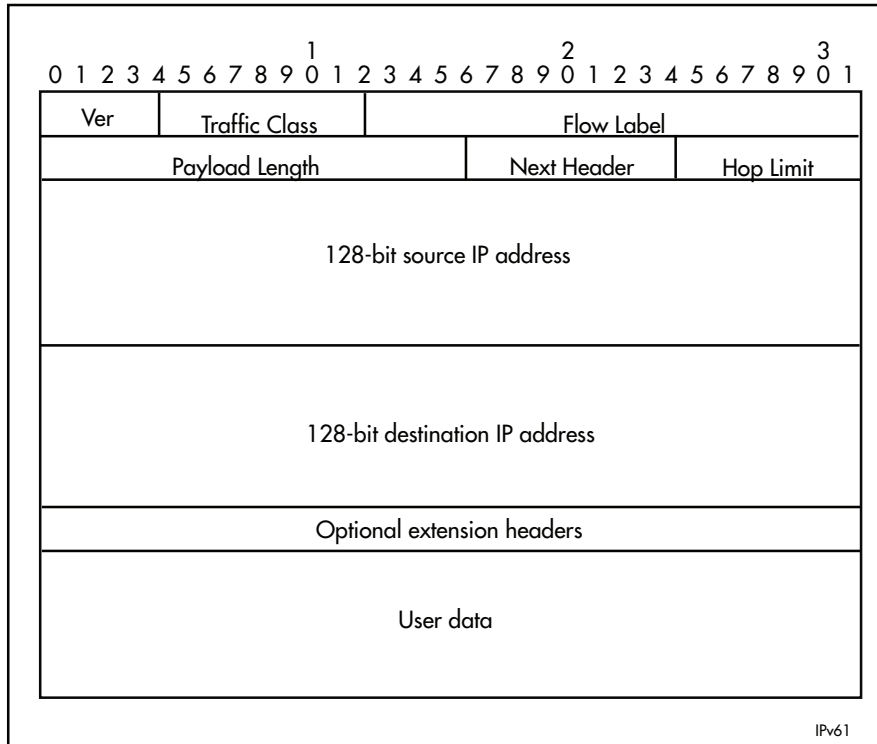 1 2 3
0 1 2 3 4 5 6 7 8 9 0 1 2 3 4 5 6 7 8 9 0 1 2 3 4 5 6 7 8 9 0 1
Ver Traffic Class Flow Label
Payload Length Next Header Hop Limit
128-bit source IP address
128-bit destination IP address
Optional extension headers
User data
IPv61